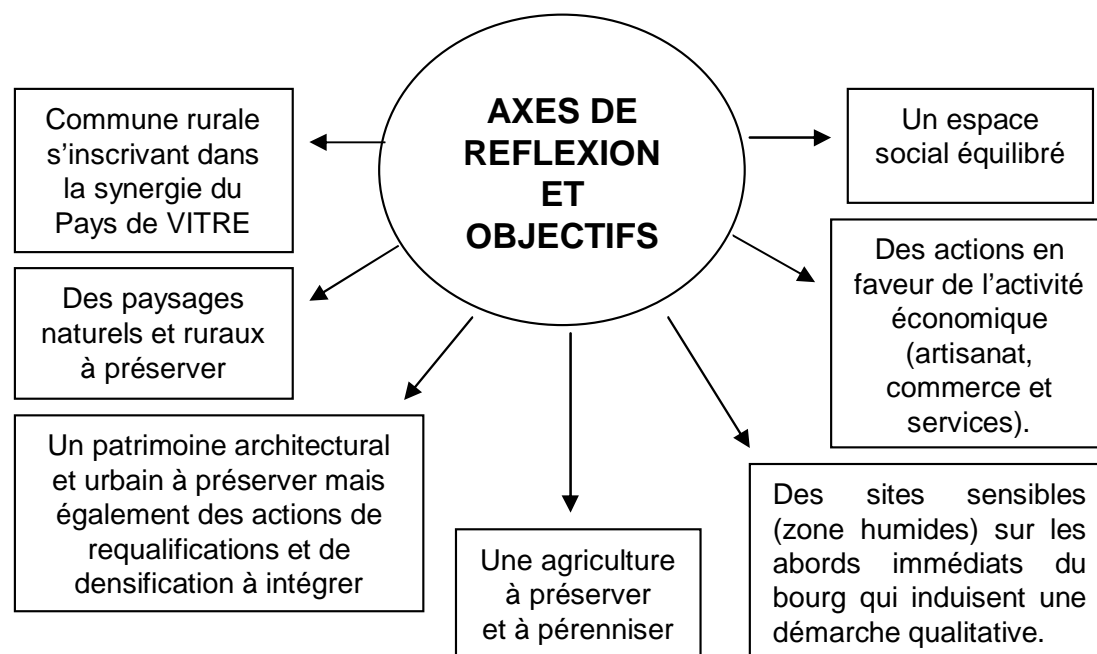 AXES DE
REFLEXION
ET
OBJECTIFS
Commune rurale
s’inscrivant dans
la synergie du
Pays de VITRE
Des paysages
naturels et ruraux
à préserver
Un patrimoine architectural
et urbain à préserver mais
également des actions de
requalifications et de
densification à intégrer
Une agriculture
à préserver
et à pérenniser
Un espace
social équilibré
Des actions en
faveur de l’activité
économique
(artisanat,
commerce et
services).
Des sites sensibles
(zone humides) sur les
abords immédiats du
bourg qui induisent une
démarche qualitative.